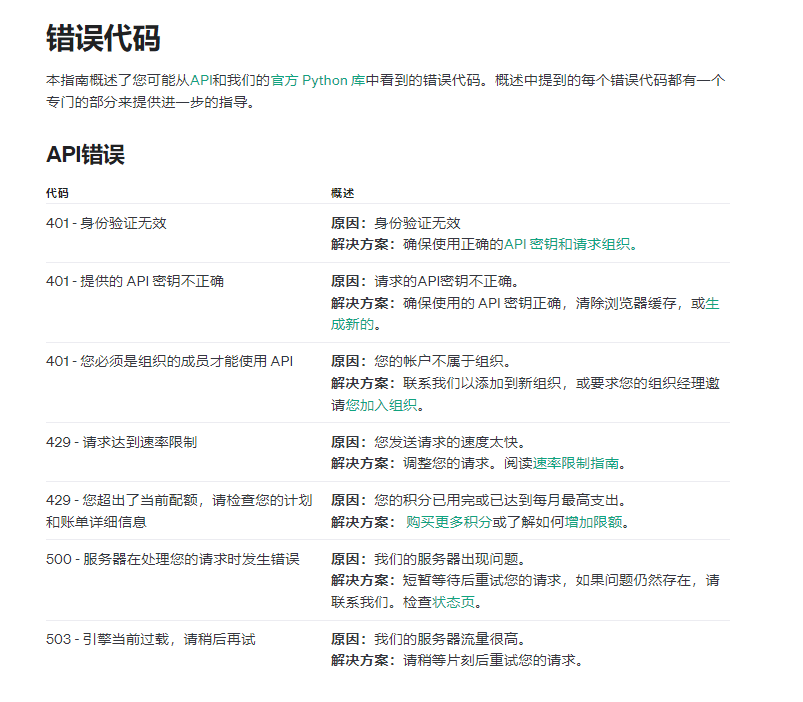 错误代码
本指南概述了您可能从API和我们的官方 Python 库中看到的错误代码。概述中提到的每个错误代码都有一个
专门的部分来提供进一步的指导。
API错误
代码 概述
401 - 身份验证无效
原因：身份验证无效
解决方案：确保使用正确的API 密钥和请求组织。
401 - 提供的 API 密钥不正确
原因：请求的API密钥不正确。
解决方案：确保使用的 API 密钥正确，清除浏览器缓存，或生
成新的。
401 - 您必须是组织的成员才能使用 API
原因：您的帐户不属于组织。
解决方案：联系我们以添加到新组织，或要求您的组织经理邀
请您加入组织。
429 - 请求达到速率限制
原因：您发送请求的速度太快。
解决方案：调整您的请求。阅读速率限制指南。
429 - 您超出了当前配额，请检查您的计划
和账单详细信息
原因：您的积分已用完或已达到每月最高支出。
解决方案： 购买更多积分或了解如何增加限额。
500 - 服务器在处理您的请求时发生错误
原因：我们的服务器出现问题。
解决方案：短暂等待后重试您的请求，如果问题仍然存在，请
联系我们。检查状态页。
503 - 引擎当前过载，请稍后再试
原因：我们的服务器流量很高。
解决方案：请稍等片刻后重试您的请求。